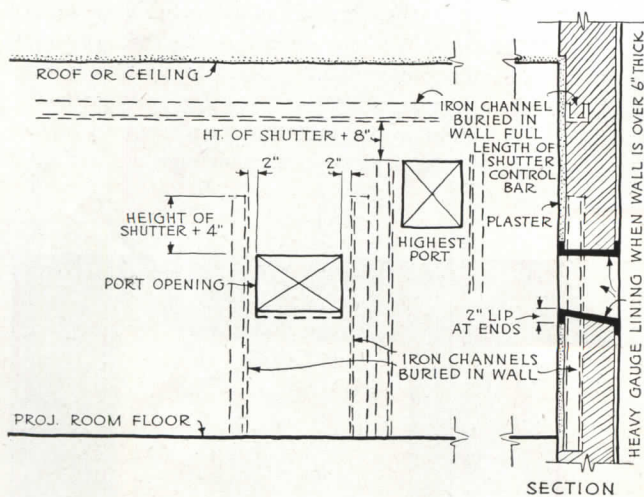 ROOF OR CEILING
IRON CHANNEL
BURIED IN
WALL FULL
LENGTH OF
SHUTTER
CONTROL
BAR
HT. OF SHUTTER + 8"
2"
2"
HEIGHT OF
SHUTTER + 4"
PLASTER
HIGHEST
PORT
PORT OPENING
2" LIP
AT ENDS
IRON CHANNELS
BURIED IN WALL
PROJ. ROOM FLOOR
HEAVY GAUGE LINING WHEN WALL IS OVER 6" THICK.
SECTION